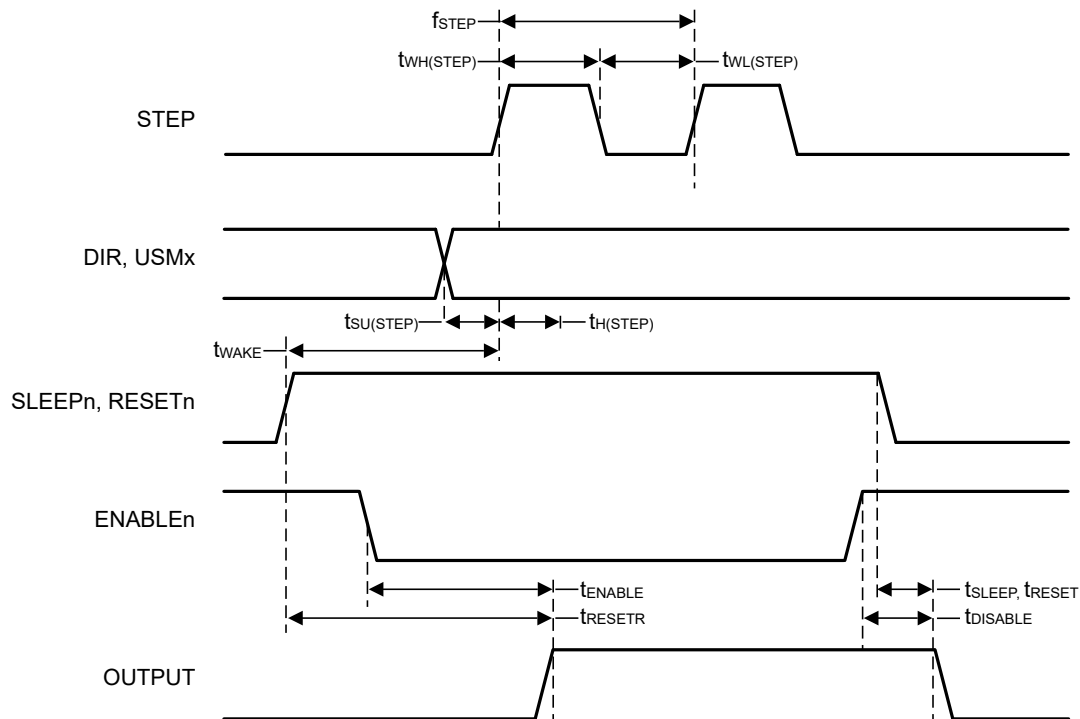 fSTEP
tWH(STEP)
tWL(STEP)
STEP
DIR, USMx
tSU(STEP)
tH(STEP)
tWAKE
SLEEPn, RESETn
ENABLEn
tENABLE
tSLEEP, tRESET
tRESETR
tDISABLE
OUTPUT